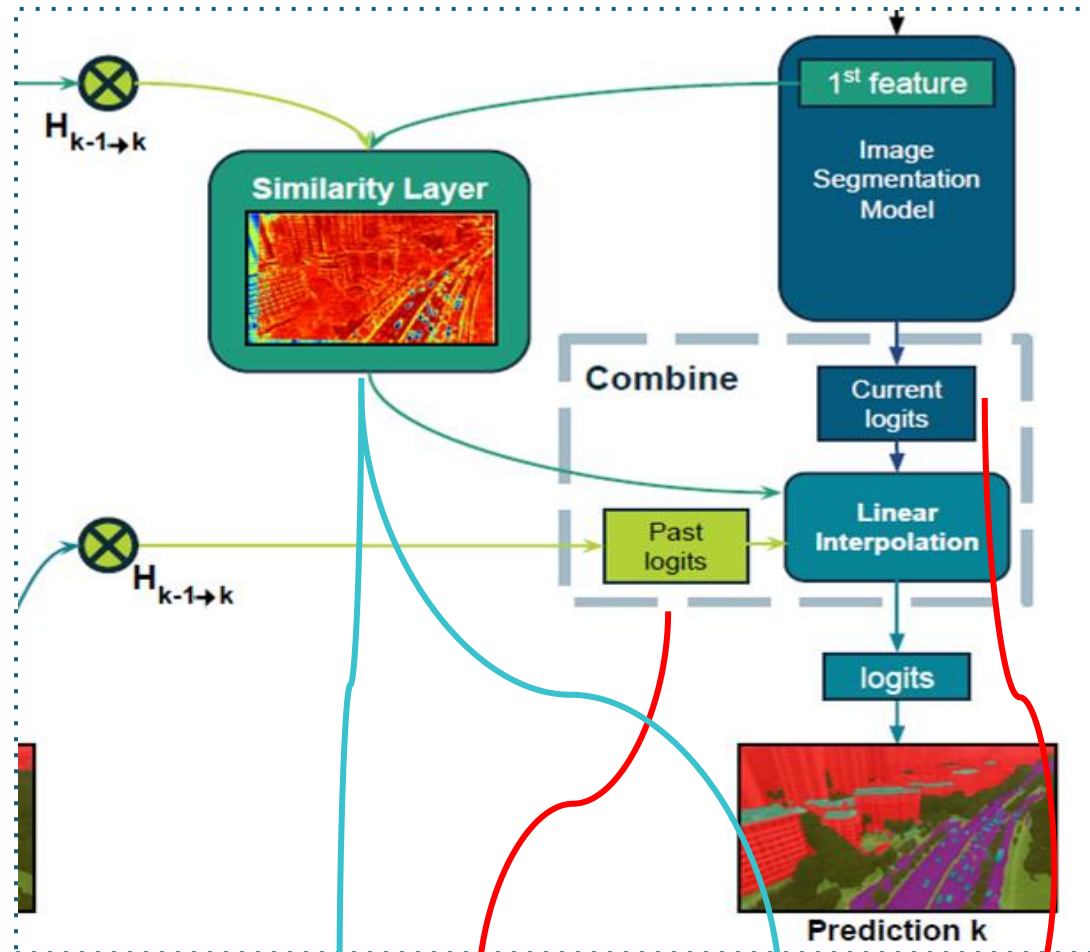 1st feature
H k-1→k
Image
Segmentation
Model
Similarity Layer
Combine
Current
logits
Linear
Interpolation
Past
logits
H k-1→k
logits
Prediction k